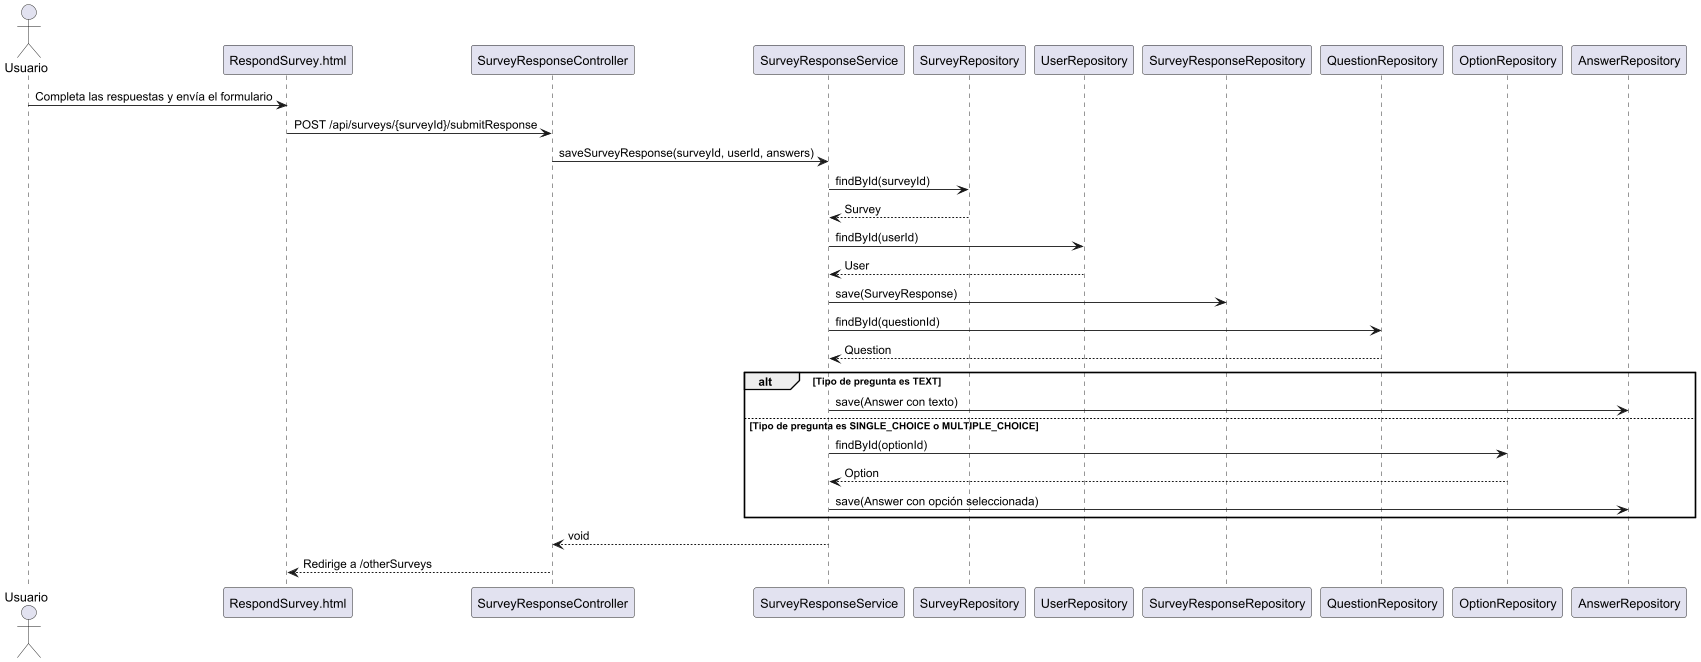 Usuario
RespondSurvey.html
SurveyResponseController
SurveyResponseService
SurveyRepository
UserRepository
SurveyResponseRepository
QuestionRepository
OptionRepository
AnswerRepository
Completa las respuestas y envía el formulario
POST /api/surveys/{surveyId}/submitResponse
saveSurveyResponse(surveyId, userId, answers)
findById(surveyId)
Survey
findById(userId)
User
save(SurveyResponse)
findById(questionId)
Question
alt
[Tipo de pregunta es TEXT]
save(Answer con texto)
[Tipo de pregunta es SINGLE_CHOICE o MULTIPLE_CHOICE]
findById(optionId)
Option
save(Answer con opción seleccionada)
void
Redirige a /otherSurveys
Usuario
RespondSurvey.html
SurveyResponseController
SurveyResponseService
SurveyRepository
UserRepository
SurveyResponseRepository
QuestionRepository
OptionRepository
AnswerRepository